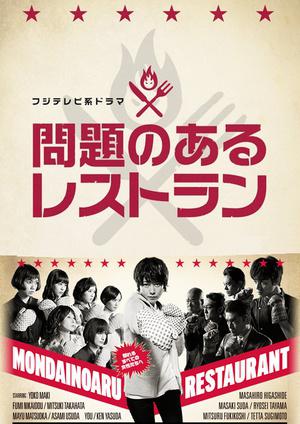 フジテレビ系ドラマ
問題のある
レストラン
MONDAINOARU
RESTAURANT
STARRING YOKO MAKI
FUMI NIKAIDOU / MITSUKI TAKAHATA
MAYU MATSUOKA / ASAMI USUDA YOU / KEN YASUDA
MASAHIRO HIGASHIDE
MASAKI SUDA / RYOSEI TAYAMA
MITSURU FUKIKOSHI / TETTA SUGIMOTO